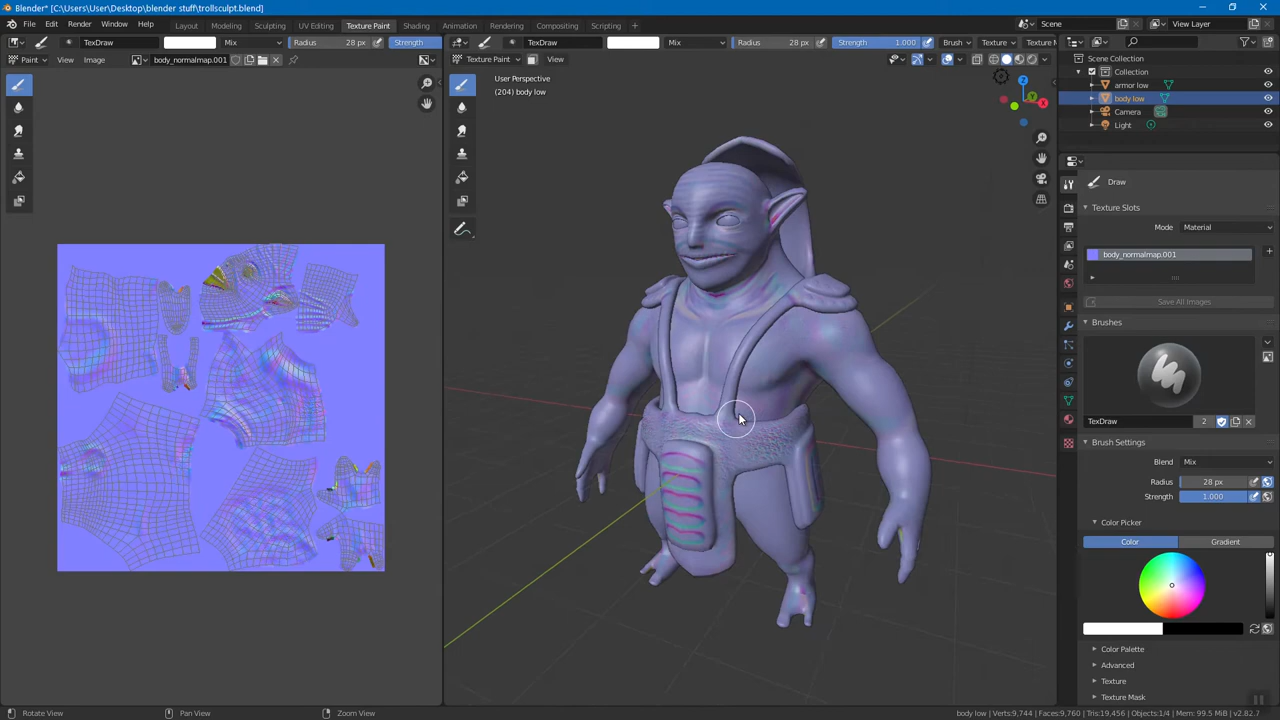 Blender* [C:\Users\User\Desktop\blender stuff\trollsculpt.blend]
File Edit Render Window Help Layout Modeling Sculpting UV Editing Texture Paint Shading Animation Rendering Compositing Scripting + Scene View Layer
TexDraw Mix Radius 28 px Strength TexDraw Mix Radius 28 px Strength 1.000 Brush Texture Texture M
Paint View Image body_normalmap.001 Texture Paint View
Scene Collection
Collection
armor low
body low
Camera
Light
User Perspective
(204) body low
Draw
Texture Slots
Mode Material
body_normalmap.001
Save All Images
Brushes
TexDraw 2
Brush Settings
Blend Mix
Radius 28 px
Strength 1.000
Color Picker
Color Gradient
Color Palette
Advanced
Texture
Texture Mask
Rotate View Pan View Zoom View body low | Verts:9,744 | Faces:9,760 | Tris:19,456 | Objects:1/4 | Mem: 99.5 MiB | v2.82.7